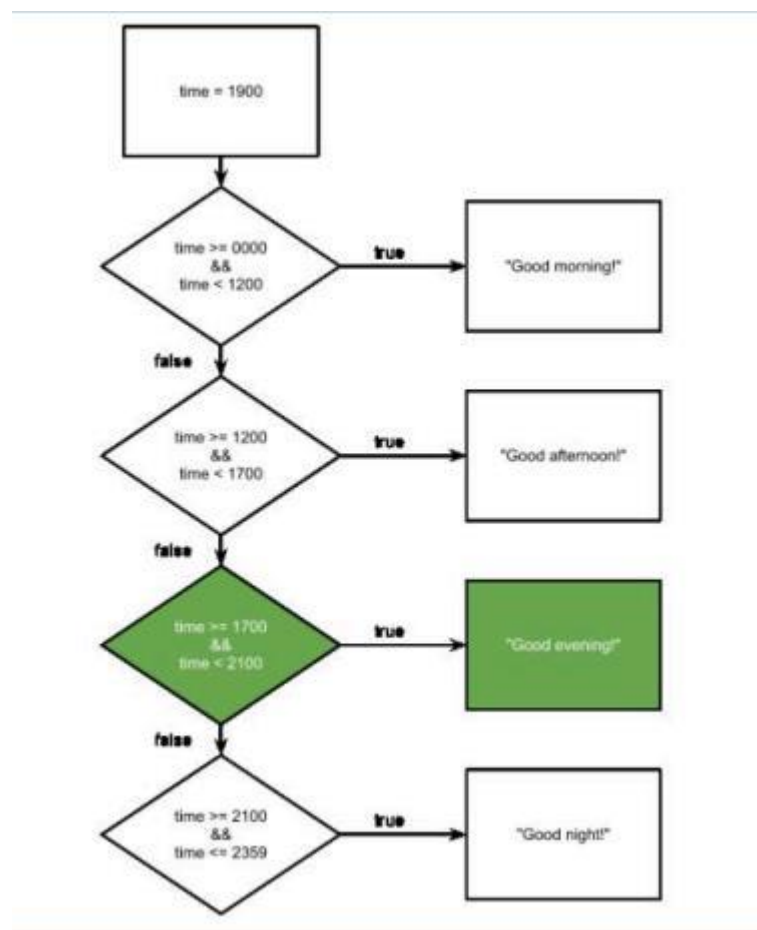 time = 1900
time >= 0000
&&
time < 1200
true
"Good morning!"
false
time >= 1200
&&
time < 1700
true
"Good afternoon!"
false
time >= 1700
&&
time < 2100
true
"Good evening!"
false
time >= 2100
&&
time <= 2359
true
"Good night!"